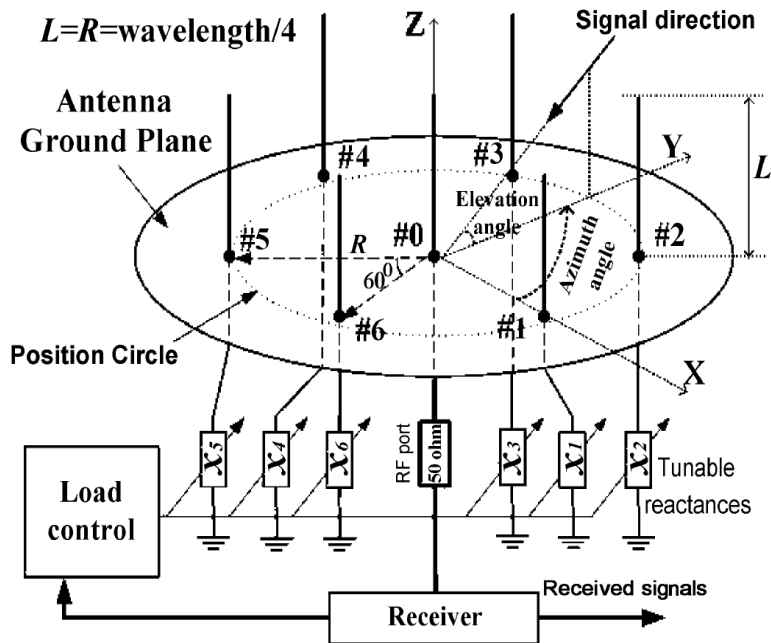 L=R=wavelength/4
Z
Signal direction
Antenna
Ground Plane
#4
#3
Y
L
Elevation
angle
#5
R
#0
#2
60⁰
Azimuth
angle
#6
#1
Position Circle
X
x5
x4
x6
RF port
50 ohm
x3
x1
x2
Tunable
reactances
Load
control
Receiver
Received signals